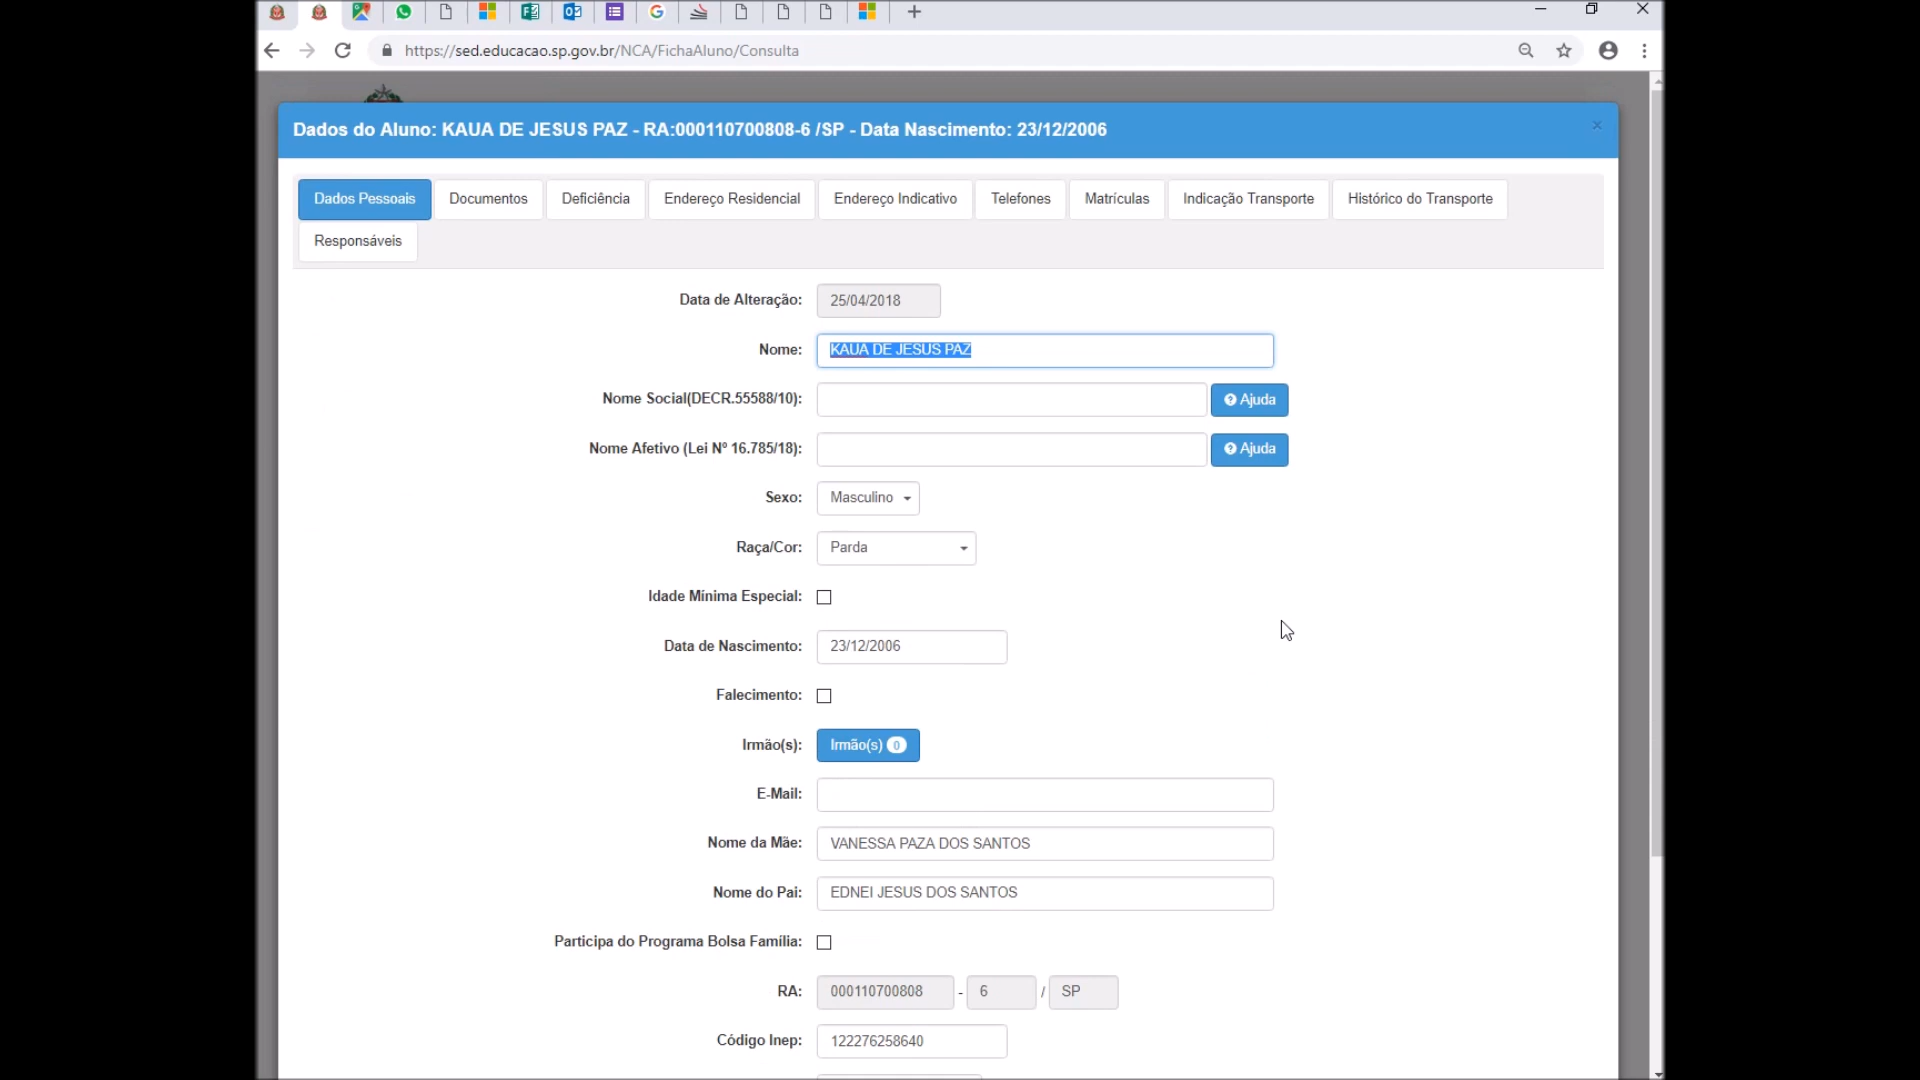 https://sed.educacao.sp.gov.br/NCA/FichaAluno/Consulta
Dados do Aluno: KAUA DE JESUS PAZ - RA:000110700808-6 /SP - Data Nascimento: 23/12/2006
×
Dados Pessoais Documentos Deficiência Endereço Residencial Endereço Indicativo Telefones Matrículas Indicação Transporte Histórico do Transporte
Responsáveis
Data de Alteração: 25/04/2018
Nome: KAUA DE JESUS PAZ
Nome Social(DECR.55588/10): Ajuda
Nome Afetivo (Lei Nº 16.785/18): Ajuda
Sexo: Masculino
Raça/Cor: Parda
Idade Mínima Especial:
Data de Nascimento: 23/12/2006
Falecimento:
Irmão(s): Irmão(s) 0
E-Mail:
Nome da Mãe: VANESSA PAZA DOS SANTOS
Nome do Pai: EDNEI JESUS DOS SANTOS
Participa do Programa Bolsa Família:
RA: 000110700808 - 6 / SP
Código Inep: 122276258640